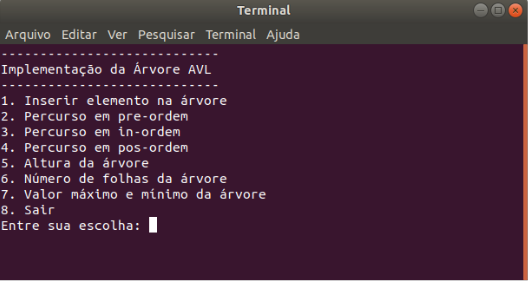 Terminal
Arquivo Editar Ver Pesquisar Terminal Ajuda
----------------------------
Implementação da Árvore AVL
----------------------------
1. Inserir elemento na árvore
2. Percurso em pre-ordem
3. Percurso em in-ordem
4. Percurso em pos-ordem
5. Altura da árvore
6. Número de folhas da árvore
7. Valor máximo e mínimo da árvore
8. Sair
Entre sua escolha: